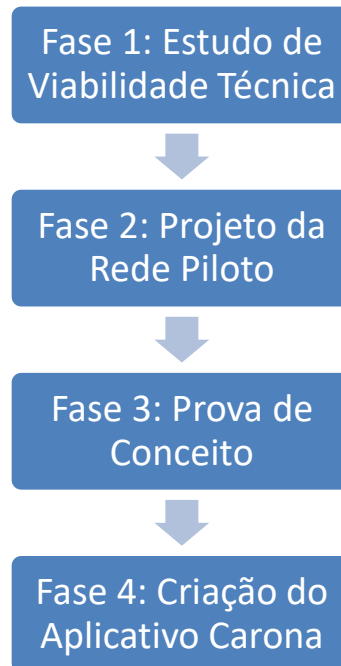 Fase 1: Estudo de
Viabilidade Técnica
Fase 2: Projeto da
Rede Piloto
Fase 3: Prova de
Conceito
Fase 4: Criação do
Aplicativo Carona